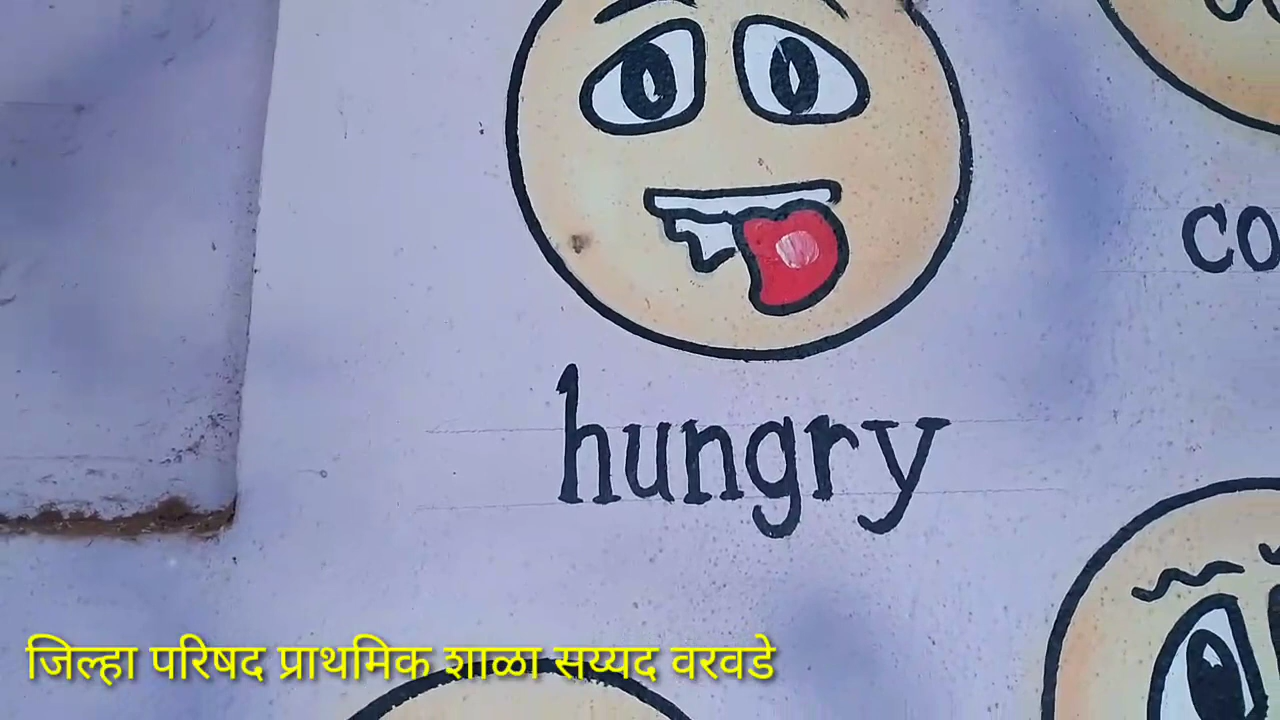 hungry
जिल्हा परिषद प्राथमिक शाळा सय्यद वरवडे